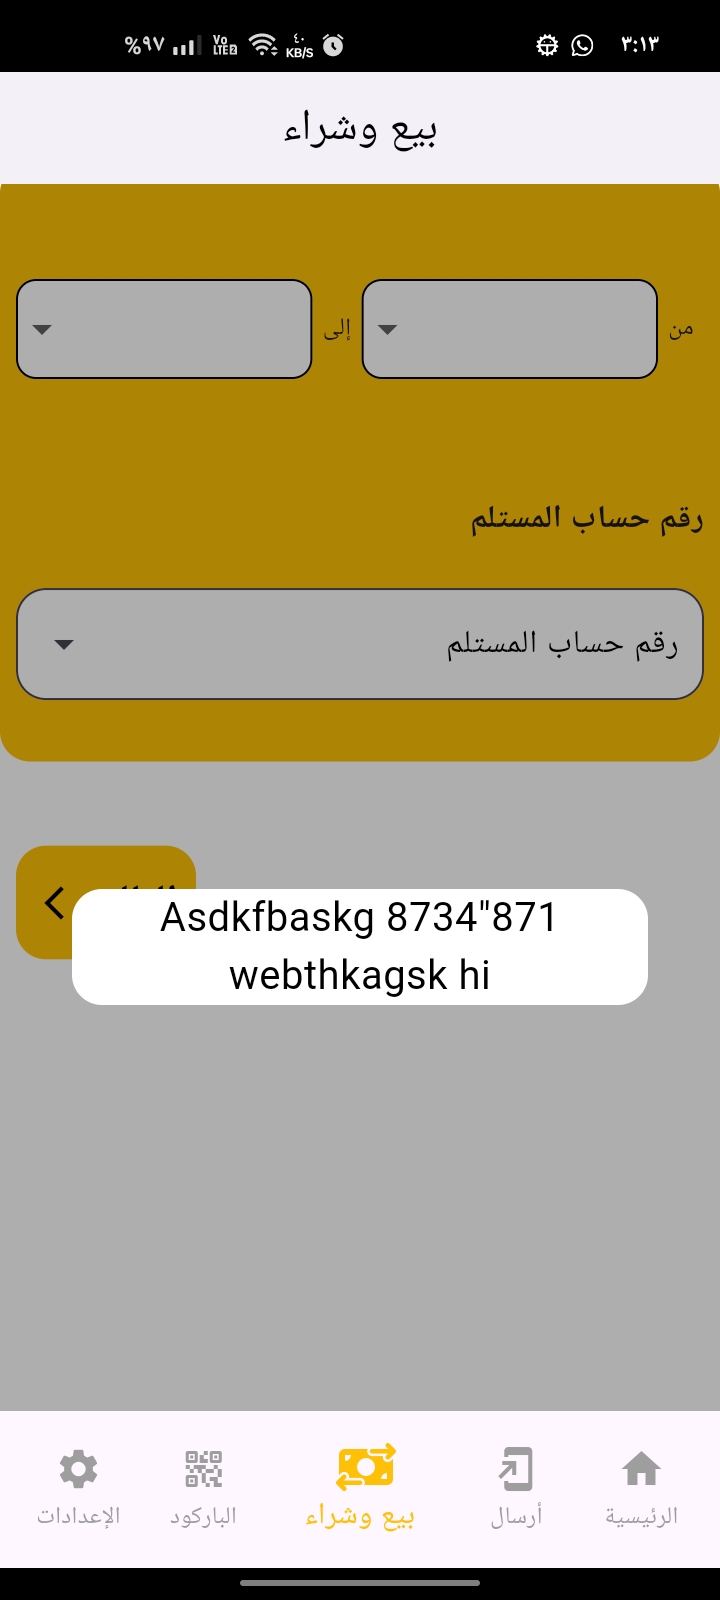 %٩٧ Vo LTE2 ٤٠ KB/S ٣:١٣
بيع وشراء
من
إلى
رقم حساب المستلم
رقم حساب المستلم
Asdkfbaskg 8734"871
webthkagsk hi
الرئيسية
أرسال
بيع وشراء
الباركود
الإعدادات